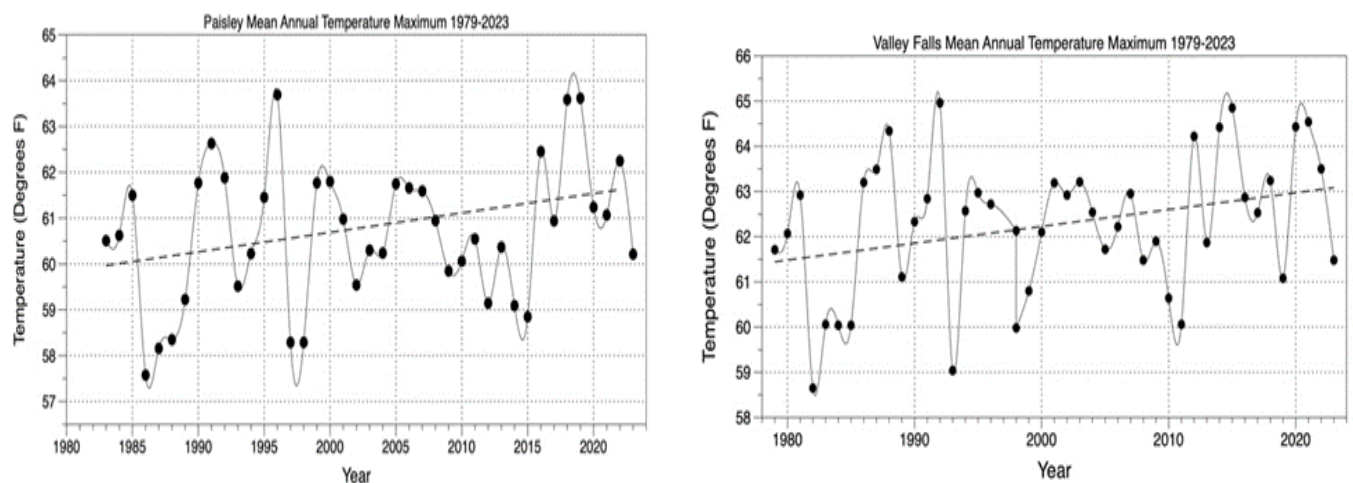 Paisley Mean Annual Temperature Maximum 1979-2023
65
64
63
62
61
60
59
58
57
Temperature (Degrees F)
1980 1985 1990 1995 2000 2005 2010 2015 2020
Year
Valley Falls Mean Annual Temperature Maximum 1979-2023
66
65
64
63
62
61
60
59
58
Temperature (Degrees F)
1980 1990 2000 2010 2020
Year